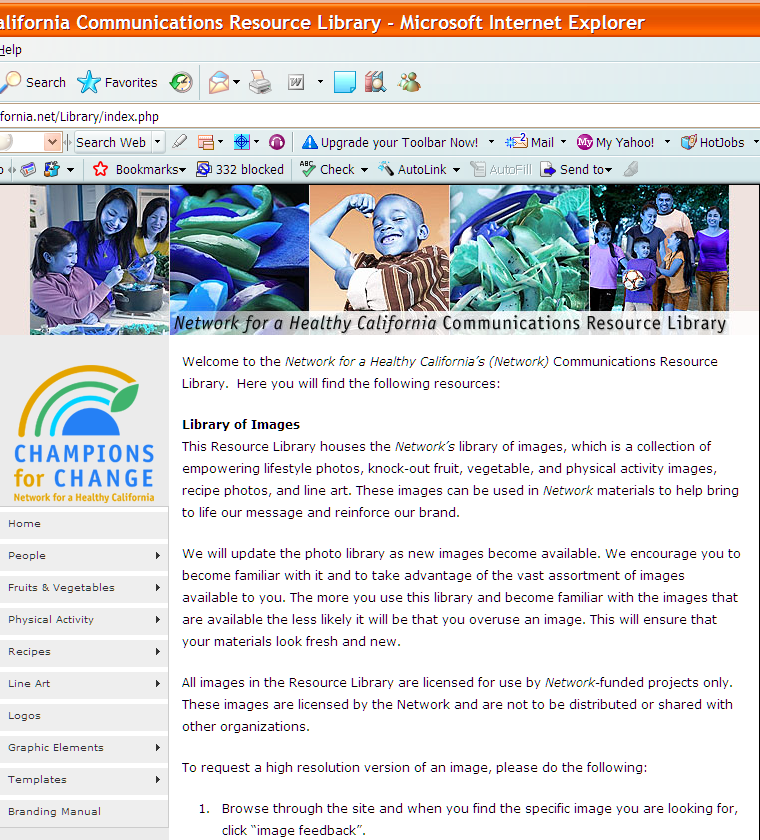 alifornia Communications Resource Library - Microsoft Internet Explorer
Help
Search Favorites W
fornia.net/Library/index.php
Search Web Upgrade your Toolbar Now! 2 Mail My My Yahoo! HotJobs
Bookmarks 332 blocked ABC Check AutoLink AutoFill Send to
Network for a Healthy California Communications Resource Library
CHAMPIONS
for CHANGE
Network for a Healthy California
Home
People
Fruits & Vegetables
Physical Activity
Recipes
Line Art
Logos
Graphic Elements
Templates
Branding Manual
Welcome to the Network for a Healthy California's (Network) Communications Resource
Library. Here you will find the following resources:
Library of Images
This Resource Library houses the Network's library of images, which is a collection of
empowering lifestyle photos, knock-out fruit, vegetable, and physical activity images,
recipe photos, and line art. These images can be used in Network materials to help bring
to life our message and reinforce our brand.
We will update the photo library as new images become available. We encourage you to
become familiar with it and to take advantage of the vast assortment of images
available to you. The more you use this library and become familiar with the images that
are available the less likely it will be that you overuse an image. This will ensure that
your materials look fresh and new.
All images in the Resource Library are licensed for use by Network-funded projects only.
These images are licensed by the Network and are not to be distributed or shared with
other organizations.
To request a high resolution version of an image, please do the following:
1. Browse through the site and when you find the specific image you are looking for,
click “image feedback”.